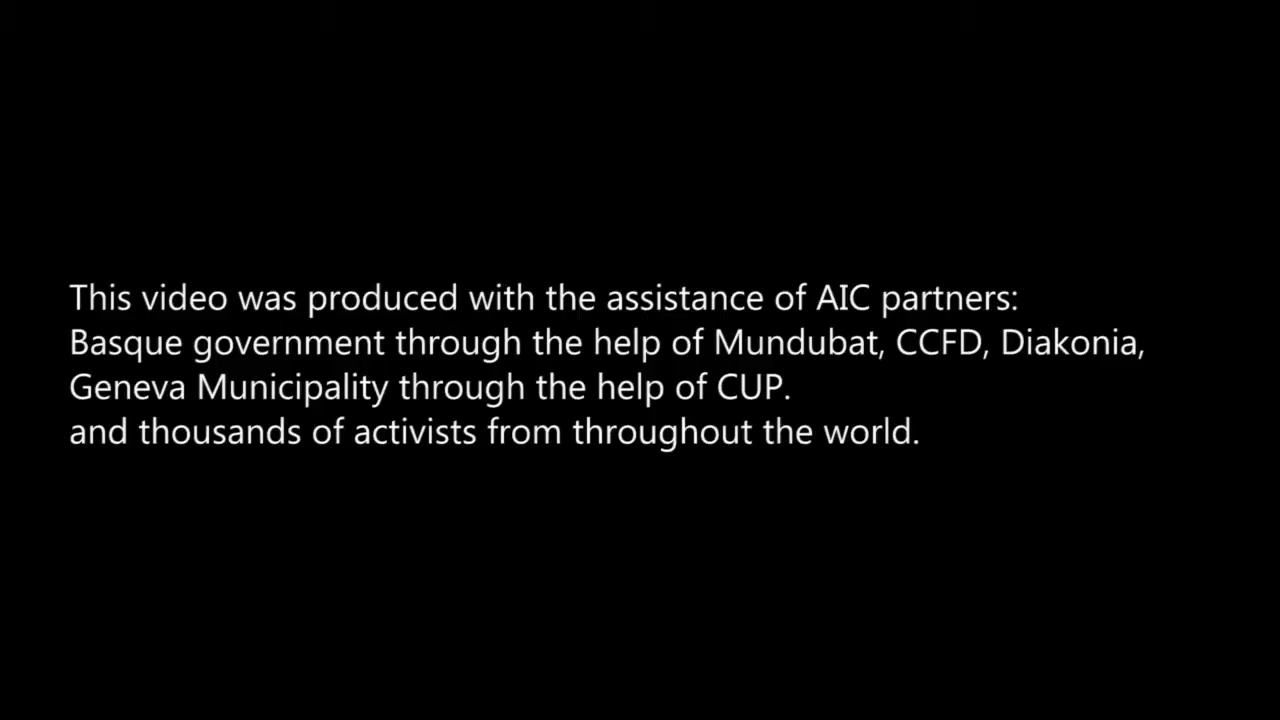 This video was produced with the assistance of AIC partners:
Basque government through the help of Mundubat, CCFD, Diakonia,
Geneva Municipality through the help of CUP.
and thousands of activists from throughout the world.